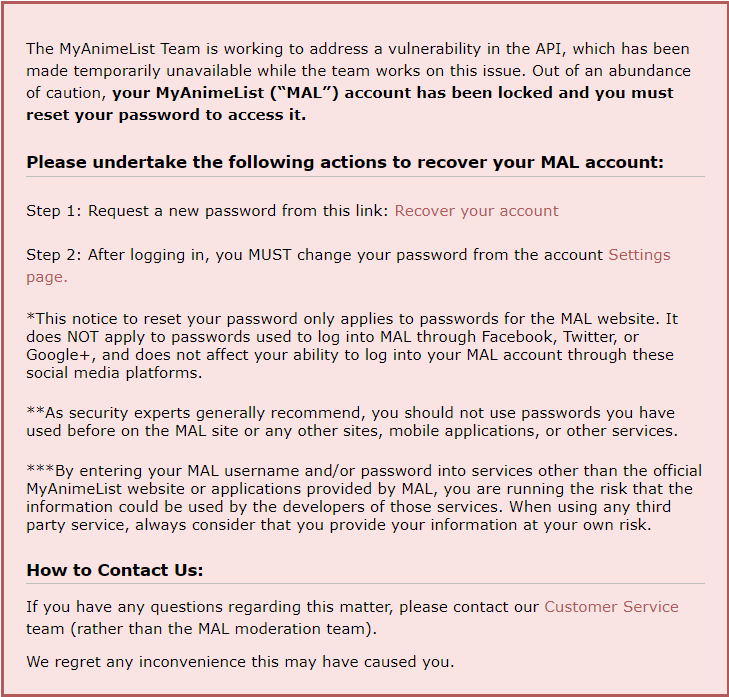 The MyAnimeList Team is working to address a vulnerability in the API, which has been
made temporarily unavailable while the team works on this issue. Out of an abundance
of caution, your MyAnimeList (“MAL”) account has been locked and you must
reset your password to access it.
Please undertake the following actions to recover your MAL account:
Step 1: Request a new password from this link: Recover your account
Step 2: After logging in, you MUST change your password from the account Settings
page.
*This notice to reset your password only applies to passwords for the MAL website. It
does NOT apply to passwords used to log into MAL through Facebook, Twitter, or
Google+, and does not affect your ability to log into your MAL account through these
social media platforms.
**As security experts generally recommend, you should not use passwords you have
used before on the MAL site or any other sites, mobile applications, or other services.
***By entering your MAL username and/or password into services other than the official
MyAnimeList website or applications provided by MAL, you are running the risk that the
information could be used by the developers of those services. When using any third
party service, always consider that you provide your information at your own risk.
How to Contact Us:
If you have any questions regarding this matter, please contact our Customer Service
team (rather than the MAL moderation team).
We regret any inconvenience this may have caused you.